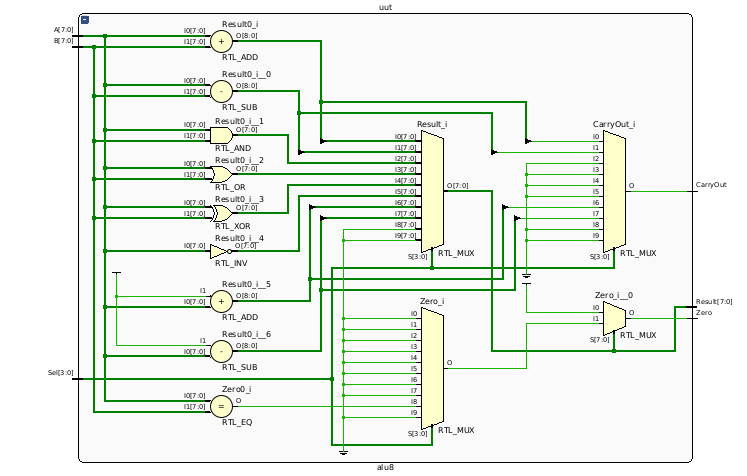 uut
A[7:0]
B[7:0]
Result0_i
I0[7:0]
I1[7:0]
+
O[8:0]
RTL_ADD
Result0_i__0
I0[7:0]
I1[7:0]
-
O[8:0]
RTL_SUB
Result0_i__1
I0[7:0]
I1[7:0]
O[7:0]
RTL_AND
Result0_i__2
I0[7:0]
I1[7:0]
O[7:0]
RTL_OR
Result0_i__3
I0[7:0]
I1[7:0]
O[7:0]
RTL_XOR
Result0_i__4
I0[7:0]
O[7:0]
RTL_INV
Result0_i__5
I1
I0[7:0]
+
O[8:0]
RTL_ADD
Result0_i__6
I1
I0[7:0]
-
O[8:0]
RTL_SUB
Sel[3:0]
Zero0_i
I0[7:0]
I1[7:0]
=
O
RTL_EQ
Result_i
I0[7:0]
I1[7:0]
I2[7:0]
I3[7:0]
I4[7:0]
I5[7:0]
I6[7:0]
I7[7:0]
I8[7:0]
I9[7:0]
O[7:0]
S[3:0]
RTL_MUX
Zero_i
I0
I1
I2
I3
I4
I5
I6
I7
I8
I9
O
S[3:0]
RTL_MUX
CarryOut_i
I0
I1
I2
I3
I4
I5
I6
I7
I8
I9
O
S[3:0]
RTL_MUX
CarryOut
Zero_i__0
I0
I1
O
S[7:0]
RTL_MUX
Result[7:0]
Zero
alu8